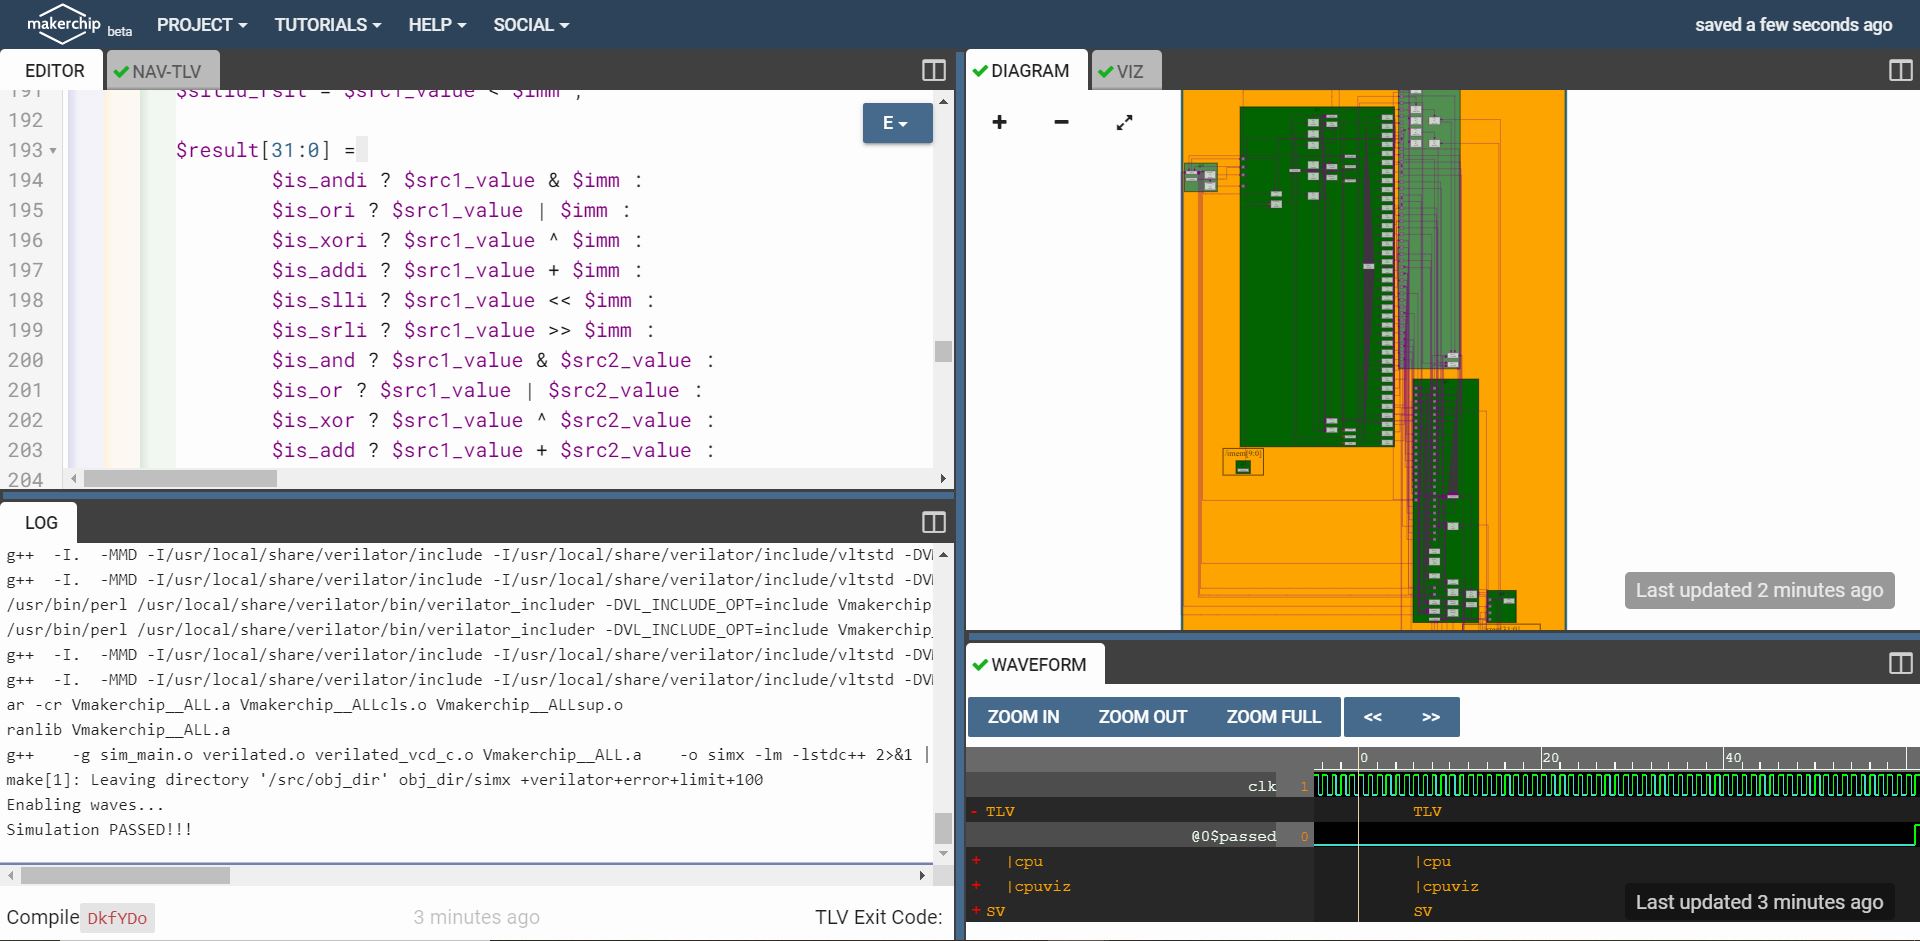 makerchip beta PROJECT TUTORIALS HELP SOCIAL saved a few seconds ago
EDITOR NAV-TLV
191 $sltiu_rslt = $src1_value < $imm ;
192
E
193 $result[31:0] =
194 $is_andi ? $src1_value & $imm :
195 $is_ori ? $src1_value | $imm :
196 $is_xori ? $src1_value ^ $imm :
197 $is_addi ? $src1_value + $imm :
198 $is_slli ? $src1_value << $imm :
199 $is_srli ? $src1_value >> $imm :
200 $is_and ? $src1_value & $src2_value :
201 $is_or ? $src1_value | $src2_value :
202 $is_xor ? $src1_value ^ $src2_value :
203 $is_add ? $src1_value + $src2_value :
204
LOG
g++ -I. -MMD -I/usr/local/share/verilator/include -I/usr/local/share/verilator/include/vltstd -DVM
g++ -I. -MMD -I/usr/local/share/verilator/include -I/usr/local/share/verilator/include/vltstd -DVM
/usr/bin/perl /usr/local/share/verilator/bin/verilator_includer -DVL_INCLUDE_OPT=include Vmakerchip_
/usr/bin/perl /usr/local/share/verilator/bin/verilator_includer -DVL_INCLUDE_OPT=include Vmakerchip_
g++ -I. -MMD -I/usr/local/share/verilator/include -I/usr/local/share/verilator/include/vltstd -DVM
g++ -I. -MMD -I/usr/local/share/verilator/include -I/usr/local/share/verilator/include/vltstd -DVM
ar -cr Vmakerchip__ALL.a Vmakerchip__ALLcls.o Vmakerchip__ALLsup.o
ranlib Vmakerchip__ALL.a
g++ -g sim_main.o verilated.o verilated_vcd_c.o Vmakerchip__ALL.a -o simx -lm -lstdc++ 2>&1 |
make[1]: Leaving directory '/src/obj_dir' obj_dir/simx +verilator+error+limit+100
Enabling waves...
Simulation PASSED!!!
Compile DkfYDo 3 minutes ago TLV Exit Code:
DIAGRAM VIZ
/imem[9:0]
Last updated 2 minutes ago
WAVEFORM
ZOOM IN ZOOM OUT ZOOM FULL << >>
0 20 40
clk 1
- TLV TLV
@0$passed 0
+ |cpu |cpu
+ |cpuviz |cpuviz
+ SV SV
Last updated 3 minutes ago